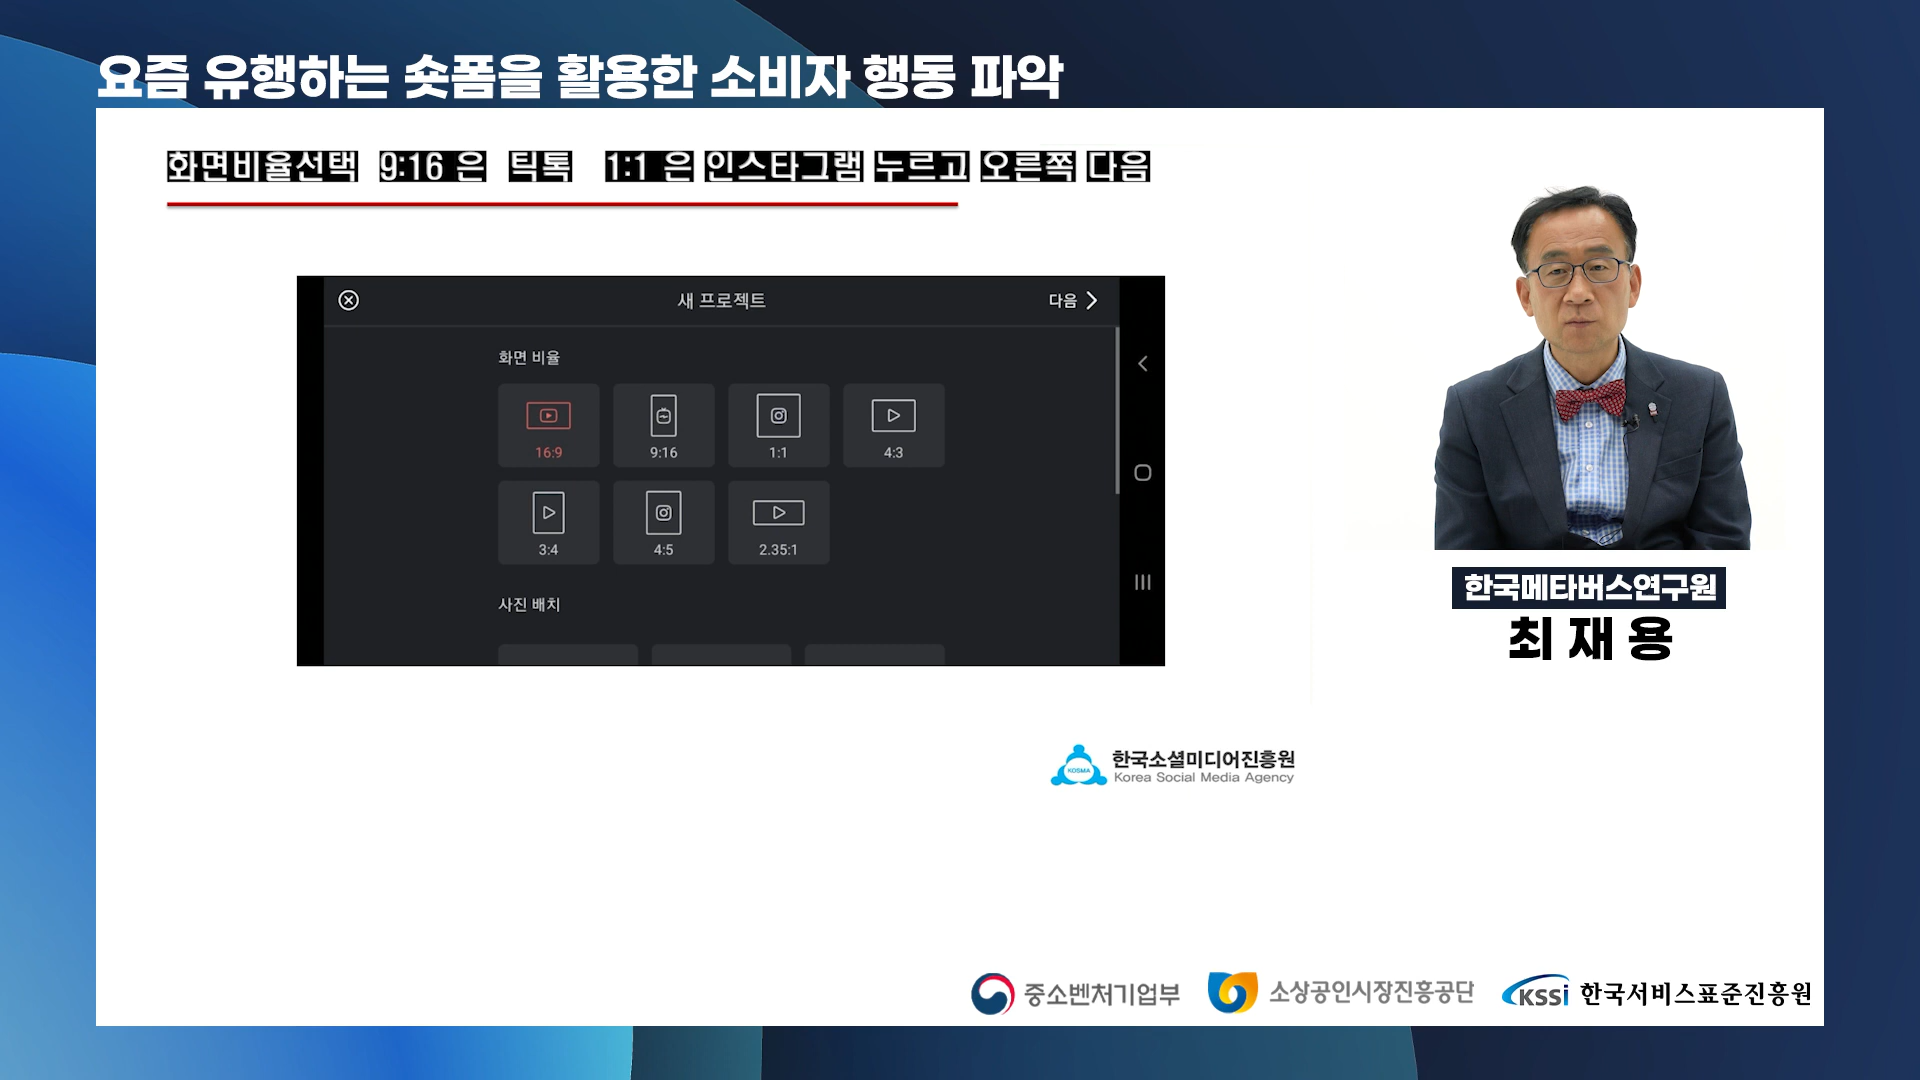 요즘 유행하는 숏폼을 활용한 소비자 행동 파악
화면비율선택 9:16 은 틱톡 1:1 은 인스타그램 누르고 오른쪽 다음
새 프로젝트
다음
화면 비율
16:9
9:16
1:1
4:3
3:4
4:5
2.35:1
사진 배치
한국메타버스연구원
최재용
KOSMA
한국소셜미디어진흥원
Korea Social Media Agency
중소벤처기업부
소상공인시장진흥공단
KSSi 한국서비스표준진흥원